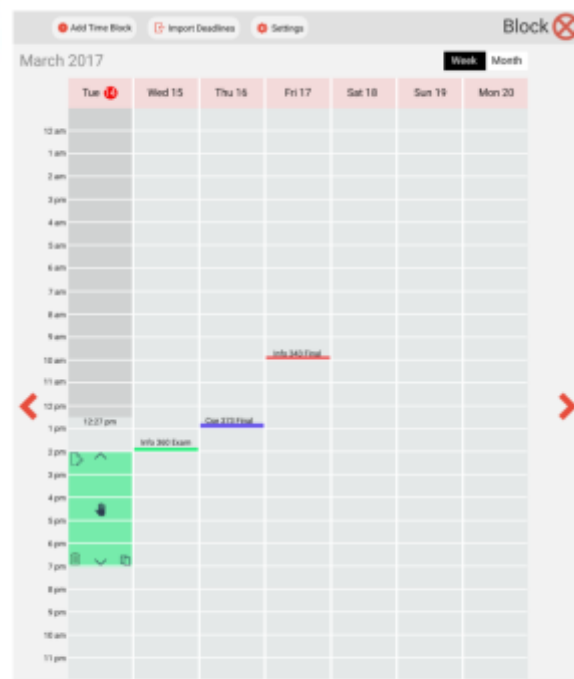 Add Time Block Import Deadlines Settings Block
March 2017 Week Month
Tue 14 Wed 15 Thu 16 Fri 17 Sat 18 Sun 19 Mon 20
12 am
1 am
2 am
3 pm
4 am
5 am
6 am
7 am
8 am
9 am
Info 343 Final
10 am
11 am
12 pm
12:27 pm Cse 373 Final
1 pm
Info 360 Exam
2 pm
3 pm
4 pm
5 pm
6 pm
7 pm
8 pm
9 pm
10 am
11 pm